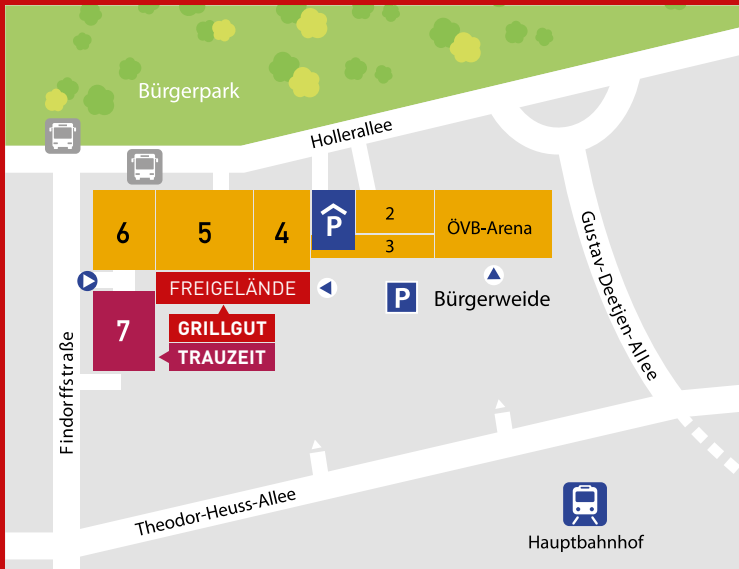 Bürgerpark
Hollerallee
6
5
4
P
2
3
ÖVB-Arena
FREIGELÄNDE
P
Bürgerweide
7
GRILLGUT
TRAUZEIT
Gustav-Deetjen-Allee
Findorffstraße
Theodor-Heuss-Allee
Hauptbahnhof